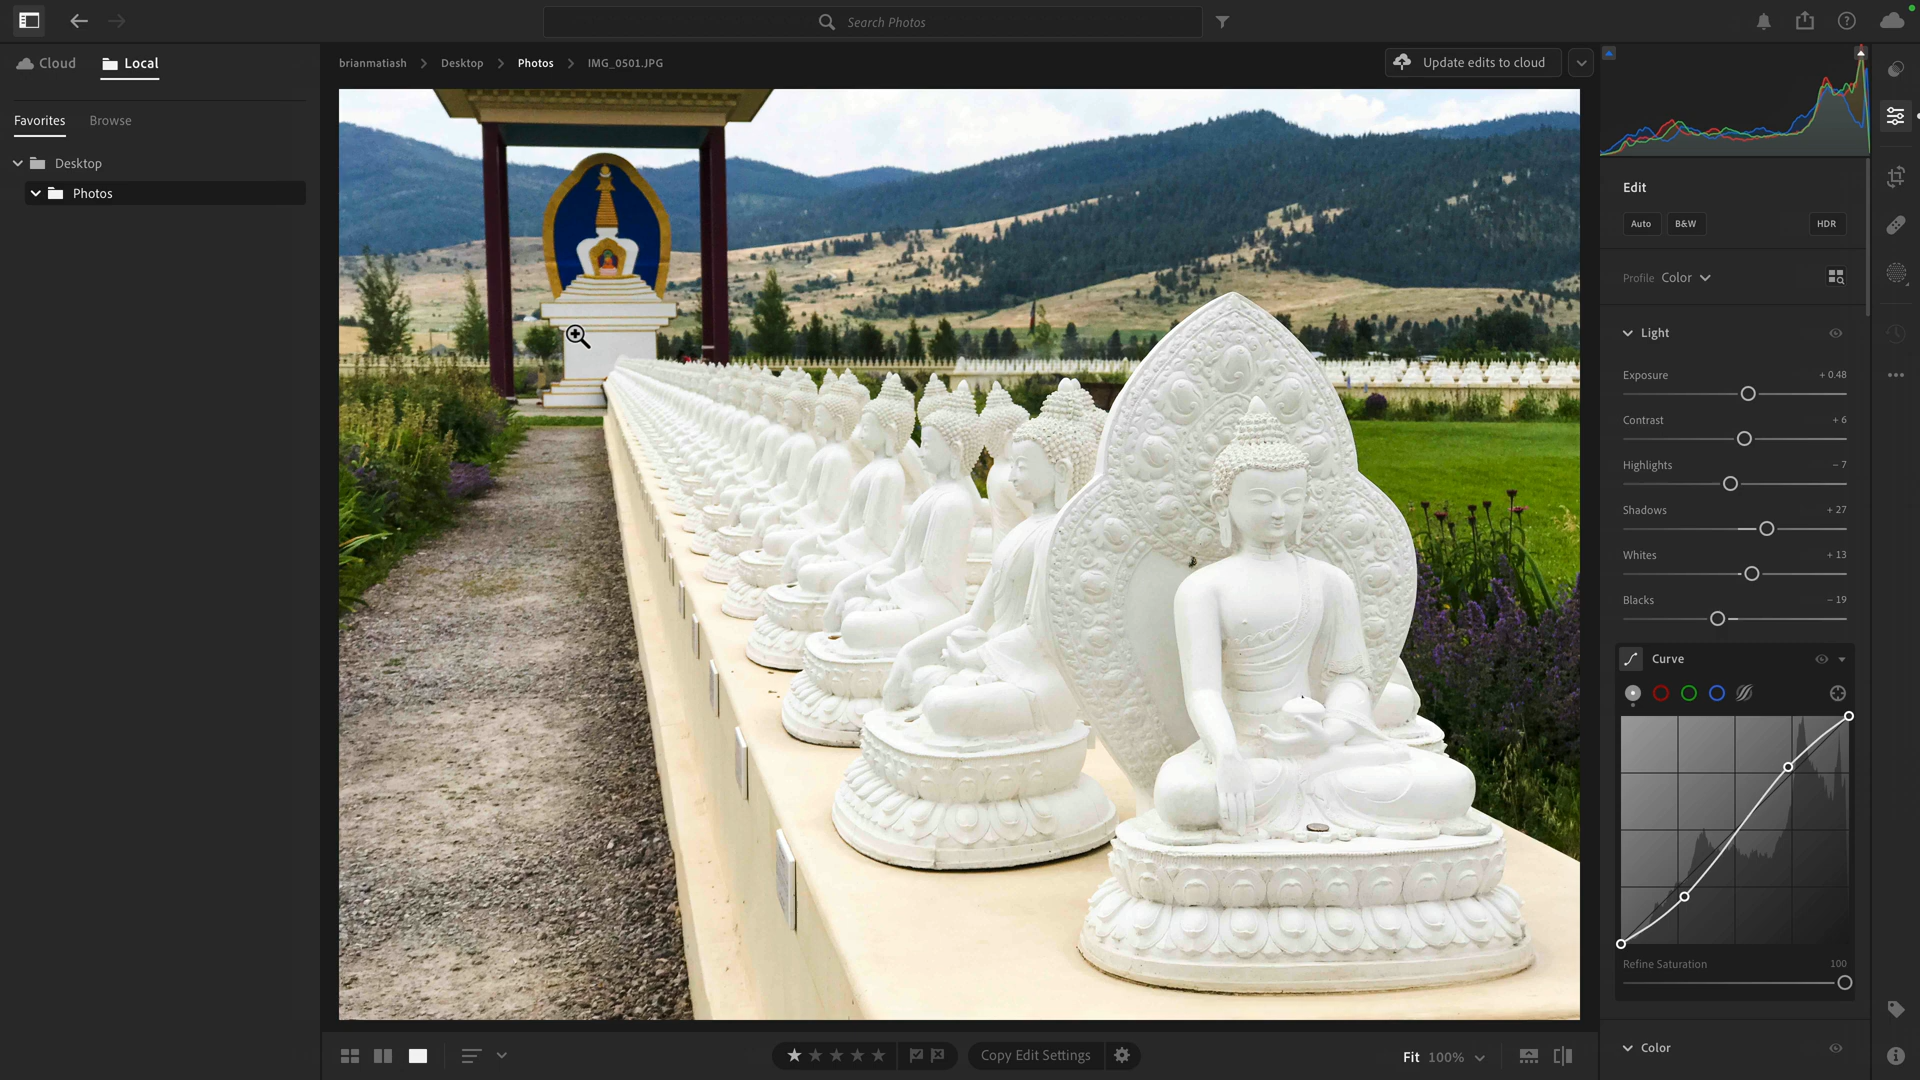 Search Photos
Cloud
Local
Favorites
Browse
Desktop
Photos
brianmatiash
Desktop
Photos
IMG_0501.JPG
Update edits to cloud
Edit
Auto
B&W
HDR
Profile
Color
Light
Exposure
+ 0.48
Contrast
+ 6
Highlights
− 7
Shadows
+ 27
Whites
+ 13
Blacks
− 19
Curve
Refine Saturation
100
Color
Copy Edit Settings
Fit
100%